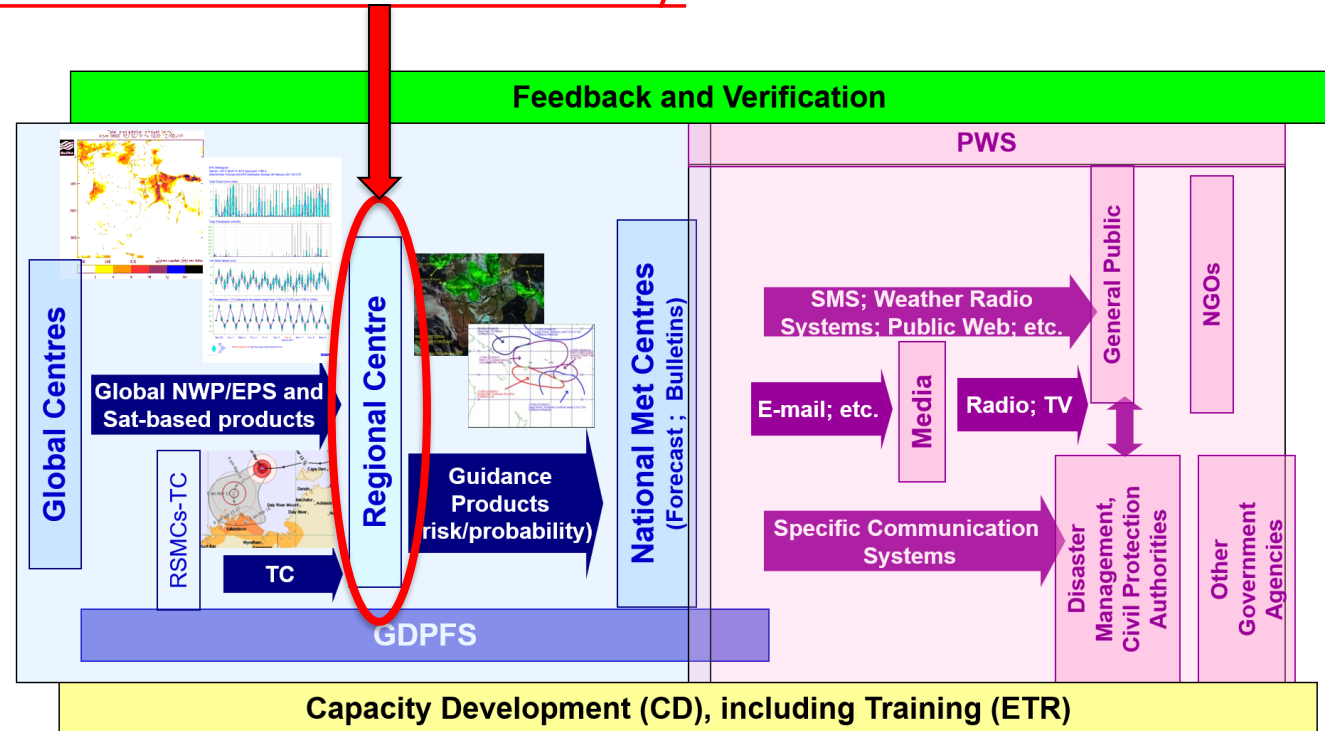 Feedback and Verification
PWS
Global Centres
Global NWP/EPS and
Sat-based products
RSMCs-TC
TC
Regional Centre
Guidance
Products
risk/probability)
National Met Centres
(Forecast ; Bulletins)
SMS; Weather Radio
Systems; Public Web; etc.
E-mail; etc.
Media
Radio; TV
General Public
NGOs
Specific Communication
Systems
Disaster
Management,
Civil Protection
Authorities
Other
Government
Agencies
GDPFS
Capacity Development (CD), including Training (ETR)